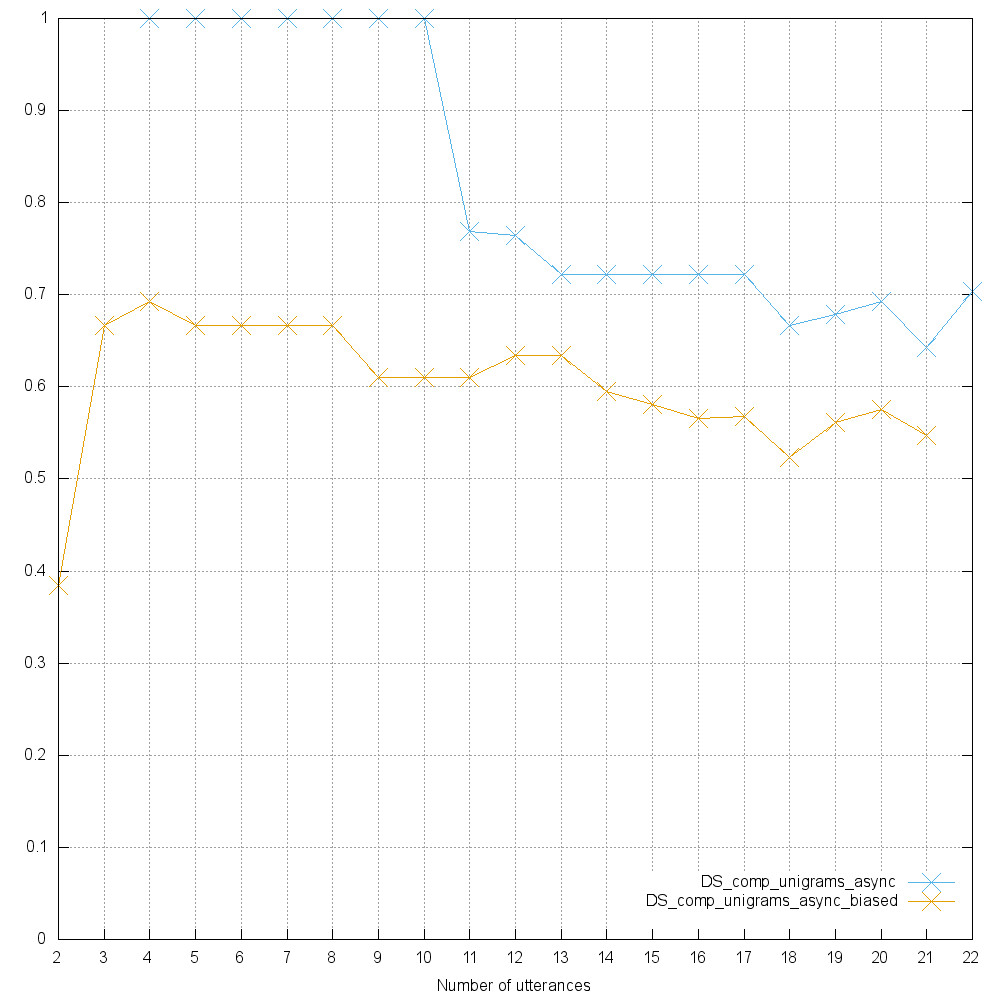 1
0.9
0.8
0.7
0.6
0.5
0.4
0.3
0.2
0.1
0
DS_comp_unigrams_async
DS_comp_unigrams_async_biased
2 3 4 5 6 7 8 9 10 11 12 13 14 15 16 17 18 19 20 21 22
Number of utterances